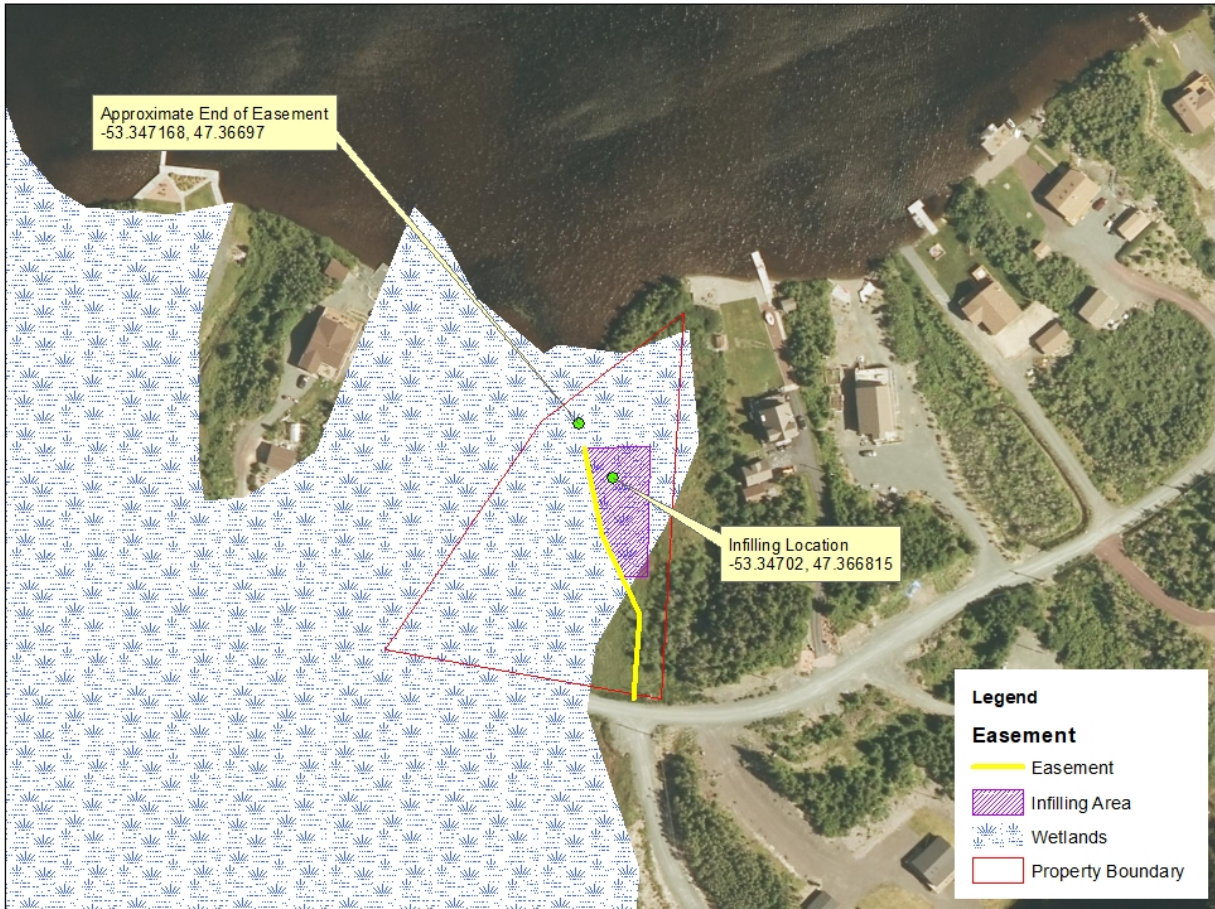 Approximate End of Easement
-53.347168, 47.36697
Infilling Location
-53.34702, 47.366815
Legend
Easement
Easement
Infilling Area
Wetlands
Property Boundary